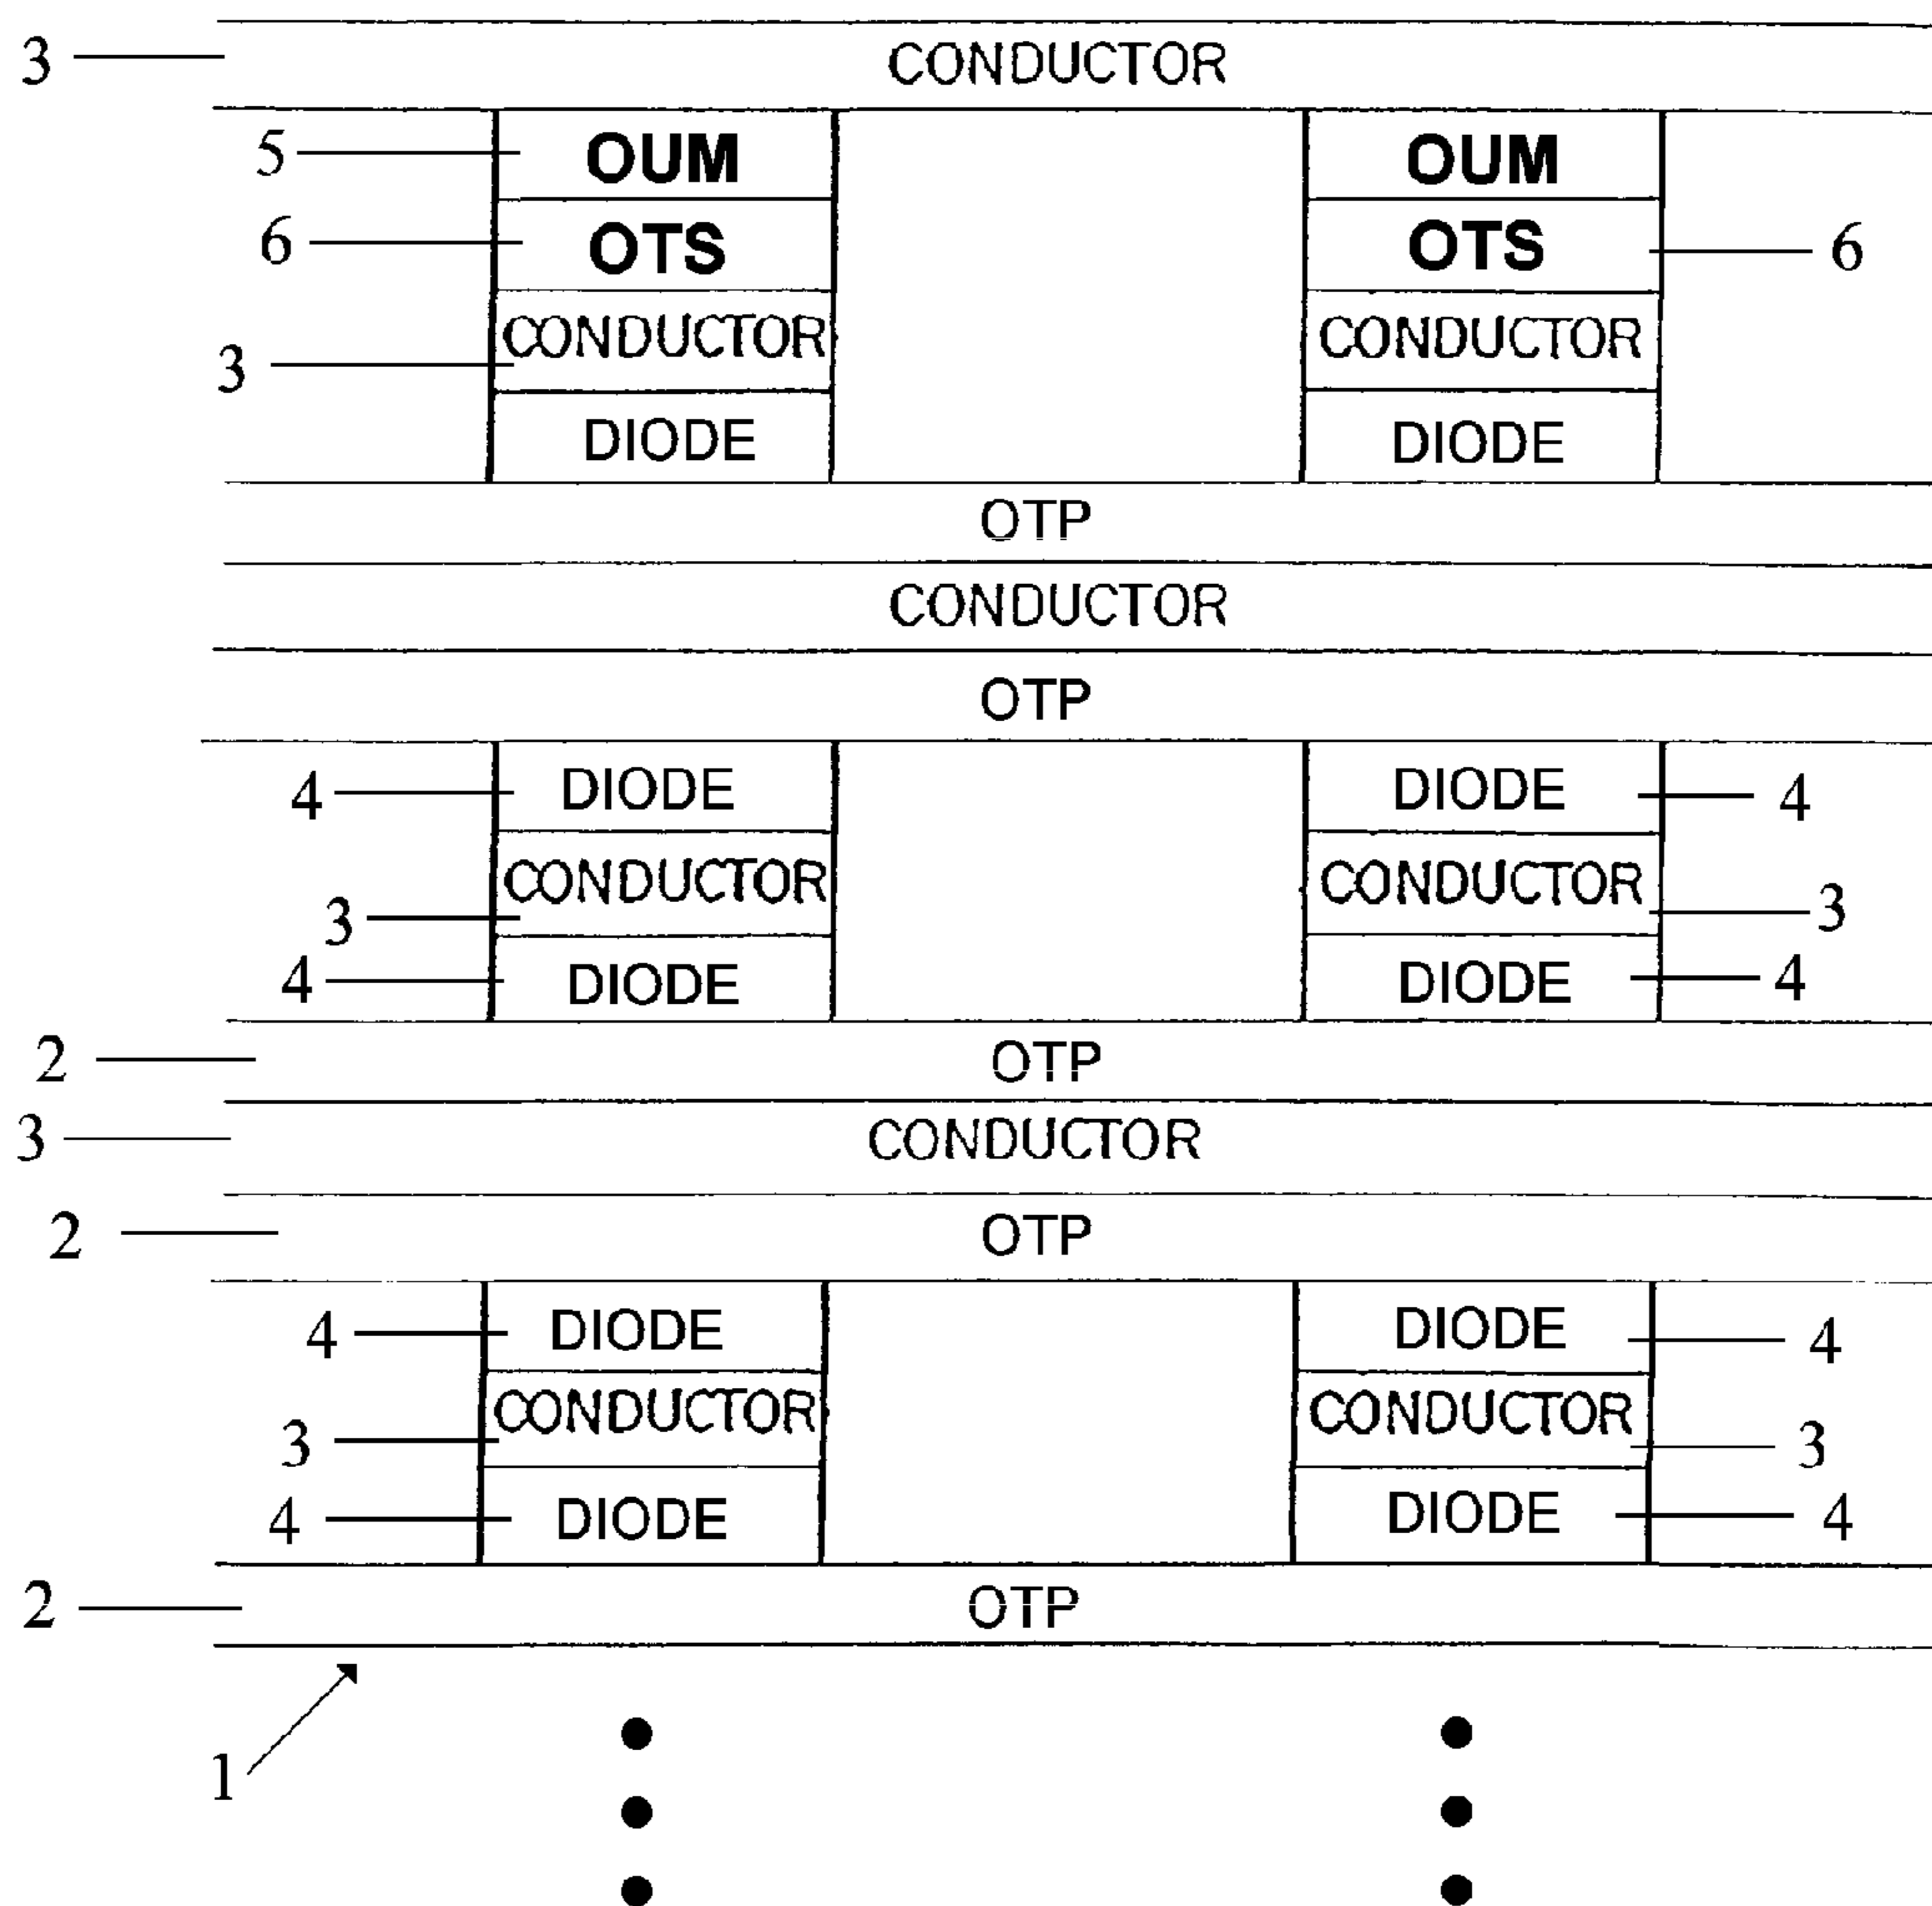 3 CONDUCTOR
5 OUM OUM
6 OTS OTS 6
CONDUCTOR CONDUCTOR
3
DIODE DIODE
OTP
CONDUCTOR
OTP
4 DIODE DIODE 4
CONDUCTOR CONDUCTOR
3 3
4 DIODE DIODE 4
2 OTP
3 CONDUCTOR
2 OTP
4 DIODE DIODE 4
CONDUCTOR CONDUCTOR
3 3
4 DIODE DIODE 4
2 OTP
1